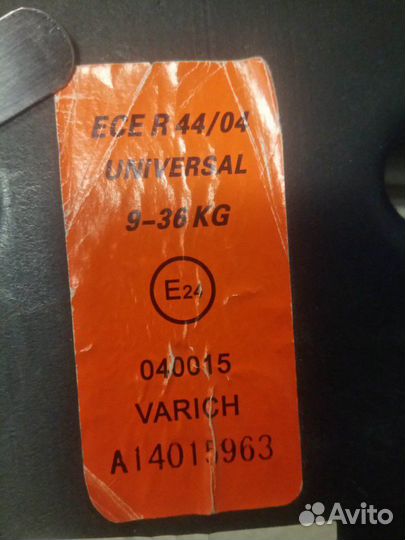 ECE R 44/04
UNIVERSAL
9-36 KG
E24
040015
VARICH
A14015963
Avito